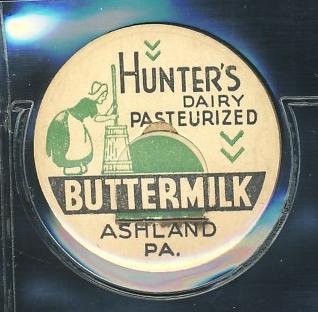 HUNTER'S
DAIRY
PASTEURIZED
BUTTERMILK
ASHLAND
PA.